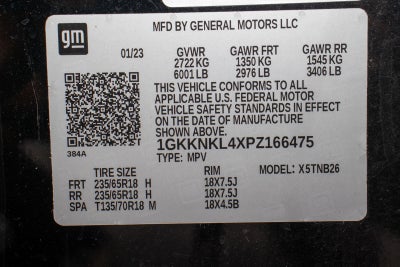 MFD BY GENERAL MOTORS LLC
gm
01/23 GVWR GAWR FRT GAWR RR
2722 KG 1350 KG 1545 KG
6001 LB 2976 LB 3406 LB
THIS VEHICLE CONFORMS TO ALL
APPLICABLE U.S. FEDERAL MOTOR
VEHICLE SAFETY STANDARDS IN EFFECT
ON THE DATE OF MANUFACTURE
SHOWN ABOVE.
384A
1GKKNKL4XPZ166475
TYPE: MPV
TIRE SIZE RIM MODEL: X5TNB26
FRT 235/65R18 H 18X7.5J
RR 235/65R18 H 18X7.5J
SPA T135/70R18 M 18X4.5B